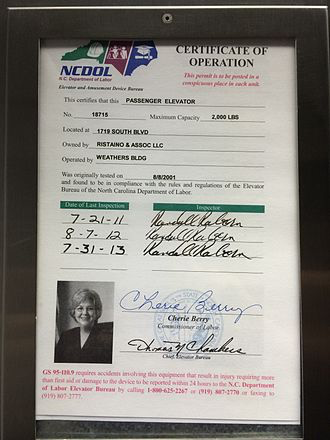 CERTIFICATE OF
OPERATION
NCDOL
N.C. Department of Labor
This permit is to be posted in a
conspicuous place in each unit.
Elevator and Amusement Device Bureau
This certifies that this PASSENGER ELEVATOR
No. 18715 Maximum Capacity 2,000 LBS
Located at 1719 SOUTH BLVD
Owned by RISTAINO & ASSOC LLC
Operated by WEATHERS BLDG
Was originally tested on 8/8/2001
and found to be in compliance with the rules and regulations of the Elevator
Bureau of the North Carolina Department of Labor.
Date of Last Inspection Inspector
7-21-11
8-7-12
7-31-13
Cherie Berry
Cherie Berry
Commissioner of Labor
Chief, Elevator Bureau
GS 95-110.9 requires accidents involving this equipment that result in injury requiring
more than first aid or damage to the device to be reported within 24 hours to the N.C. Department
of Labor Elevator Bureau by calling 1-800-625-2267 or (919) 807-2770 or faxing to
(919) 807-2777.